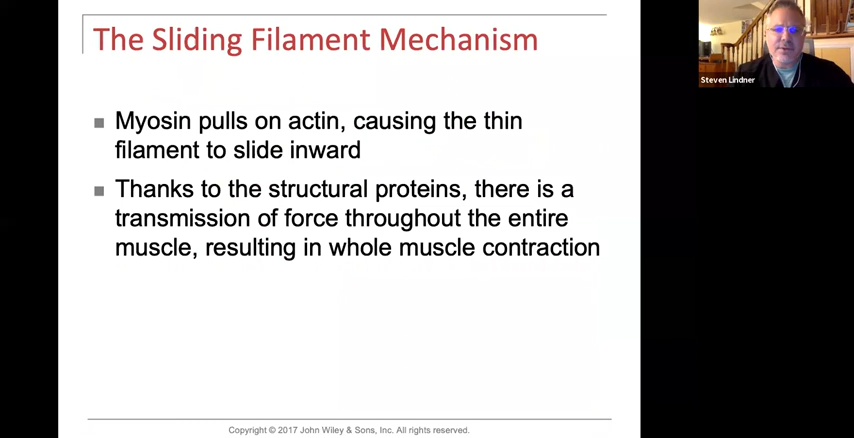 The Sliding Filament Mechanism
Myosin pulls on actin, causing the thin
filament to slide inward
Thanks to the structural proteins, there is a
transmission of force throughout the entire
muscle, resulting in whole muscle contraction
Copyright © 2017 John Wiley & Sons, Inc. All rights reserved.
Steven Lindner